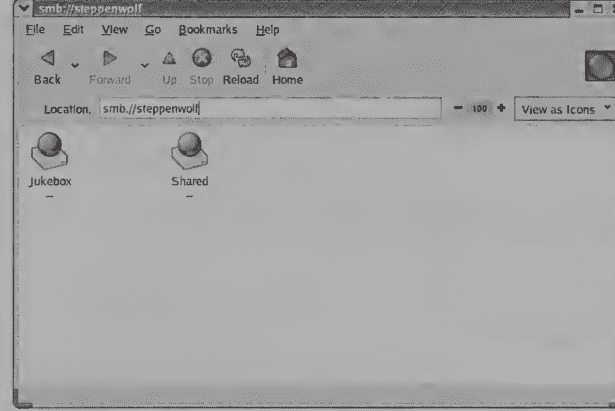 smb://steppenwolf
File Edit View Go Bookmarks Help
Back Forward Up Stop Reload Home
Location. smb.//steppenwolf 100 View as Icons
Jukebox Shared
-- --